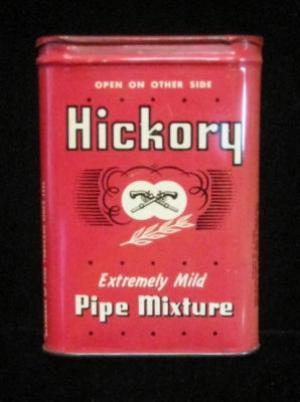 OPEN ON OTHER SIDE
Hickory
Extremely Mild
Pipe Mixture